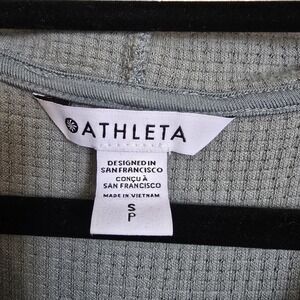 ATHLETA
DESIGNED IN
SAN FRANCISCO
CONÇU À
SAN FRANCISCO
MADE IN VIETNAM
S
P